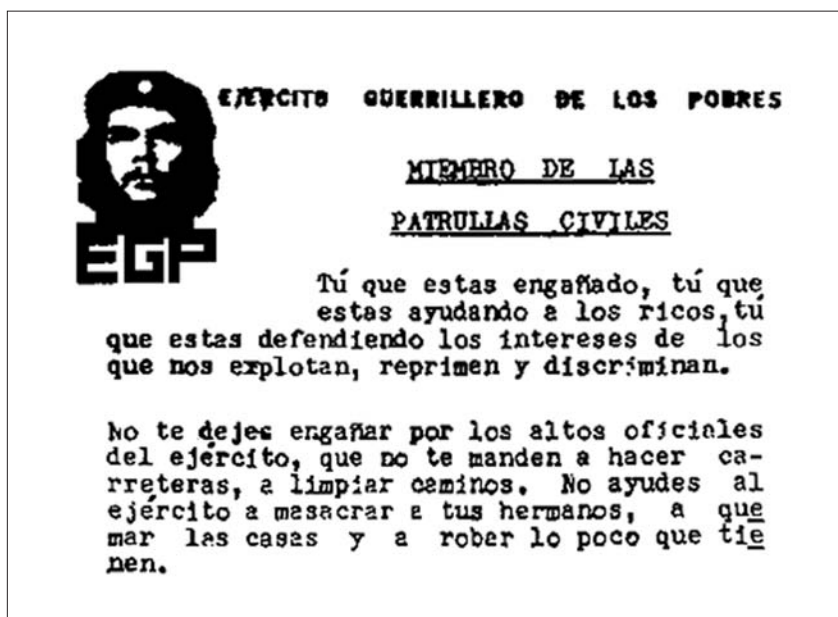 EJERCITO GUERRILLERO DE LOS POBRES
MIEMBRO DE LAS
PATRULLAS CIVILES
EGP
Tú que estas engañado, tú que
estas ayudando a los ricos,tú
que estas defendiendo los intereses de los
que nos explotan, reprimen y discriminan.
No te dejes engañar por los altos oficiales
del ejército, que no te manden a hacer ca-
rreteras, a limpiar caminos. No ayudes al
ejército a masacrar a tus hermanos, a que
mar las casas y a robar lo poco que tie
nen.